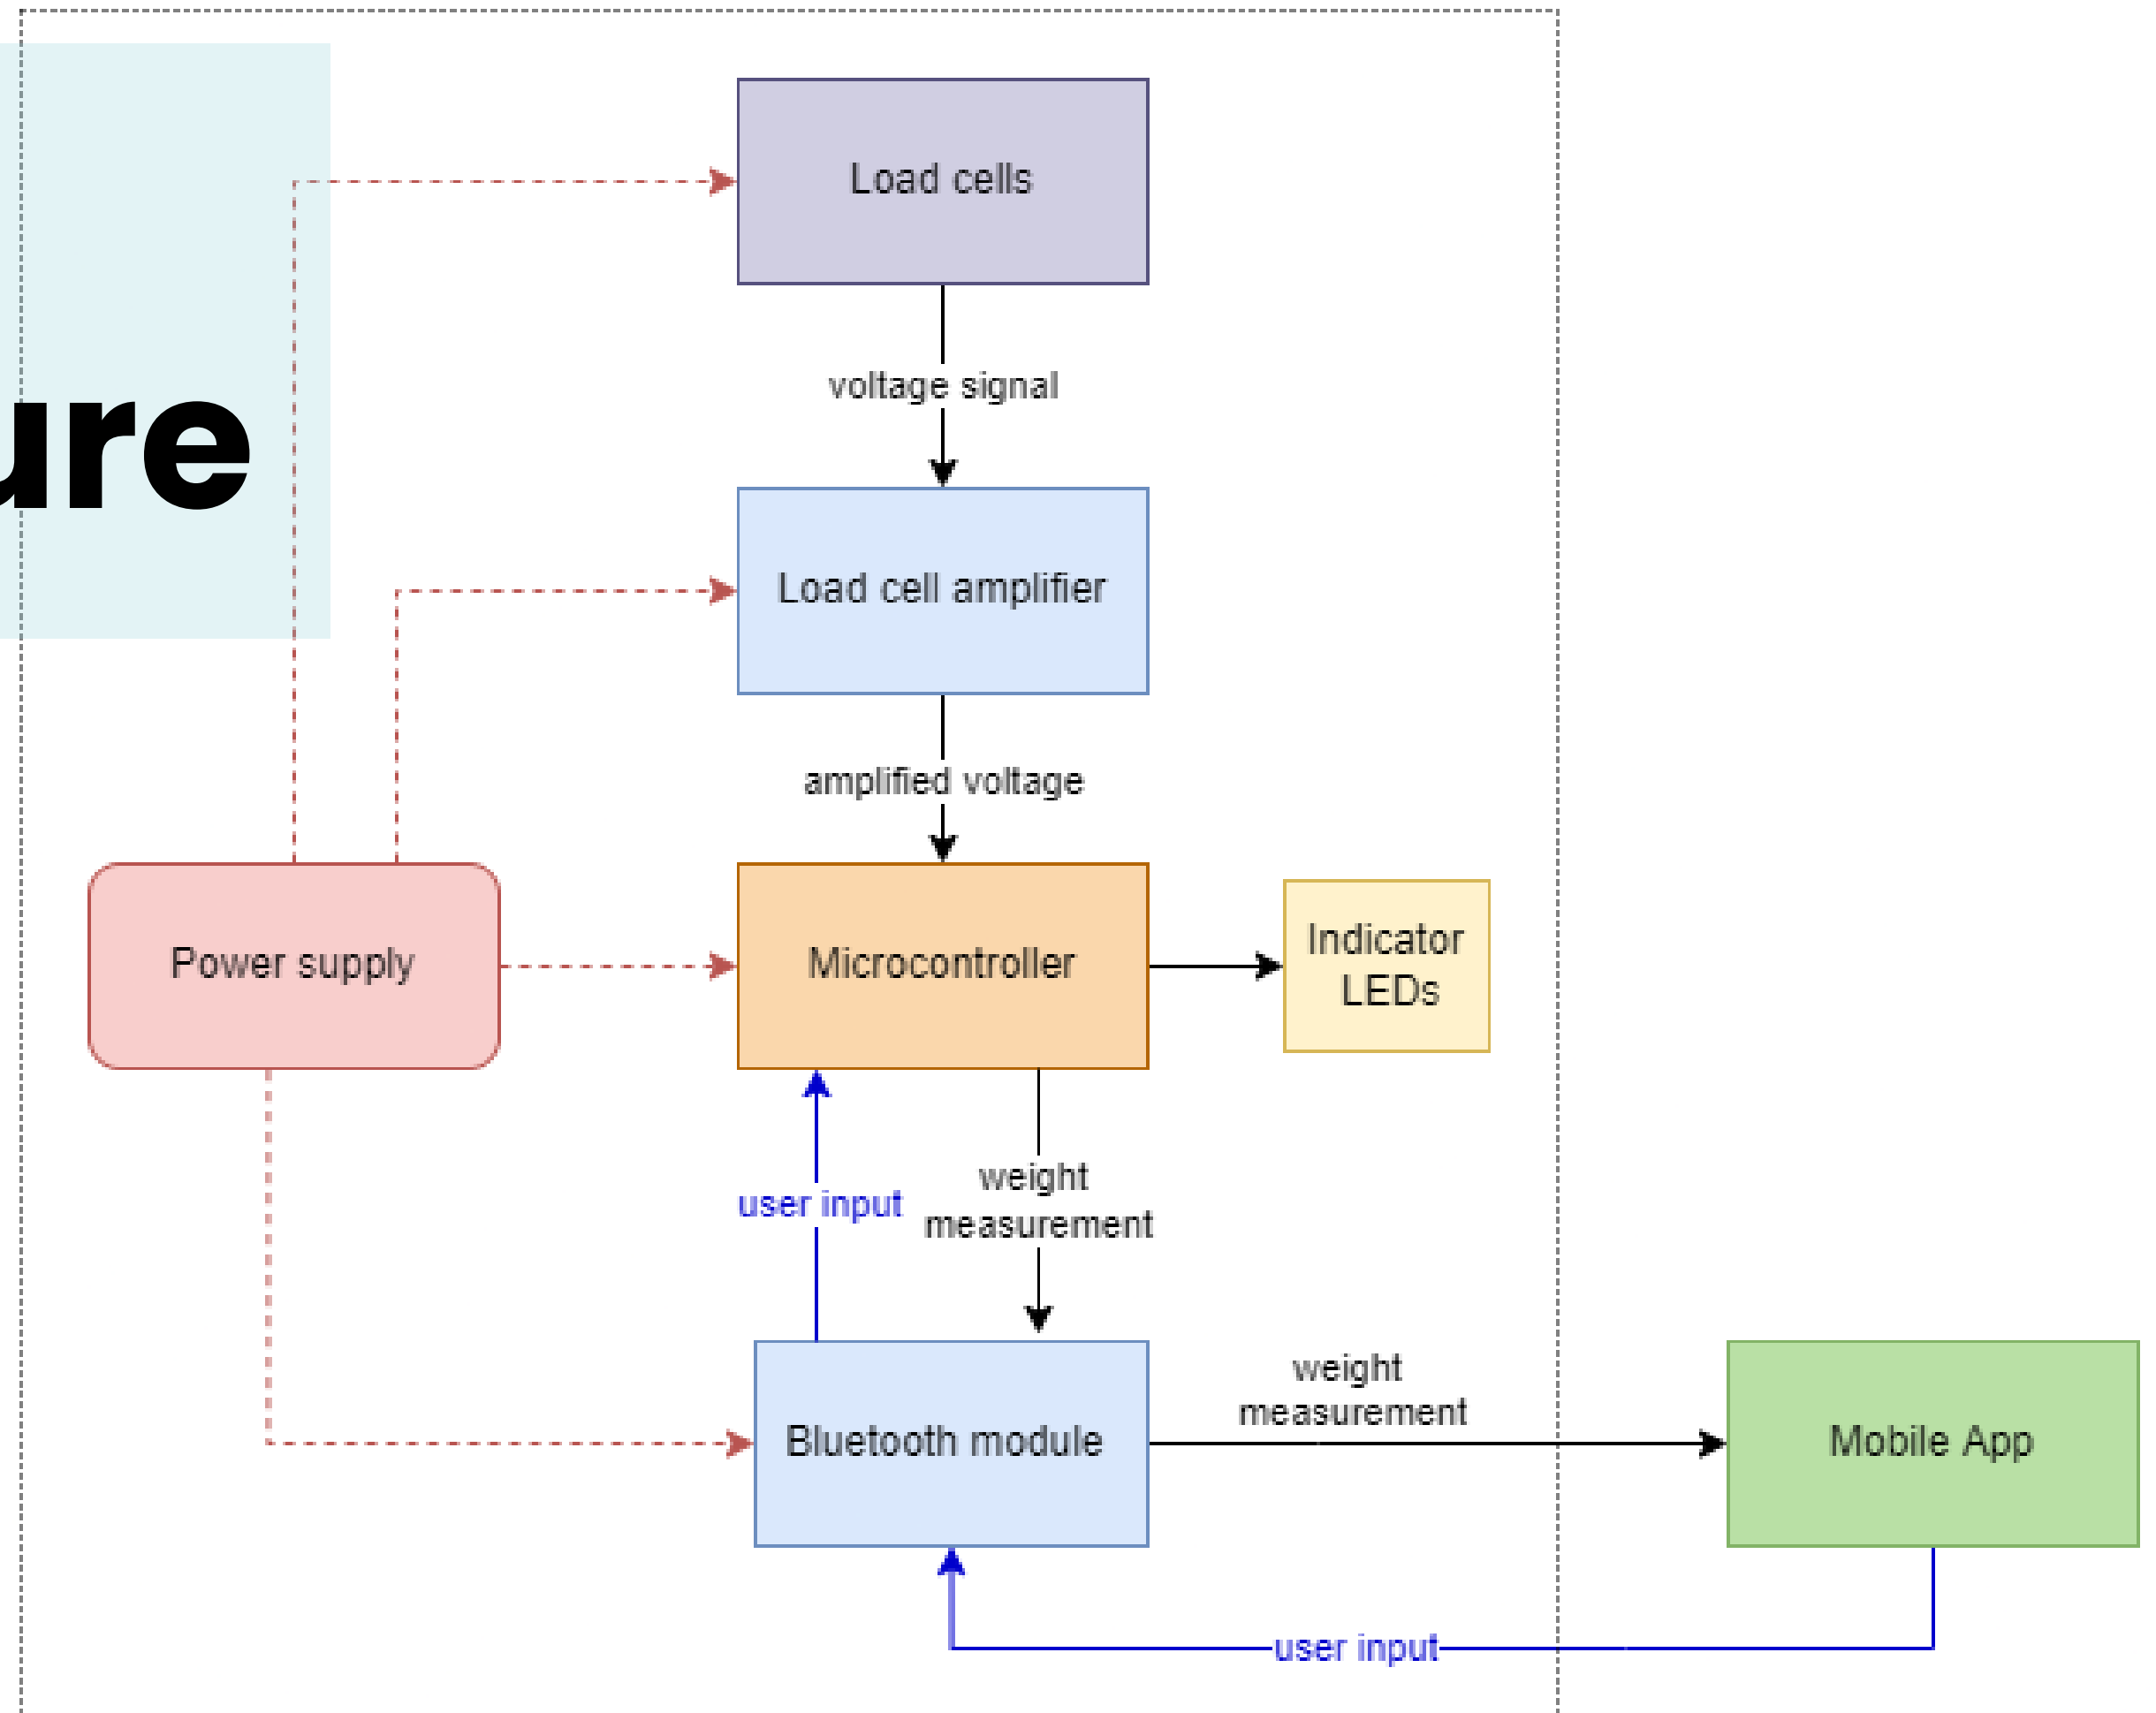 Load cells
voltage signal
ure
Load cell amplifier
amplified voltage
Power supply
Microcontroller
Indicator
LEDs
user input
weight
measurement
weight
measurement
Bluetooth module
Mobile App
user input